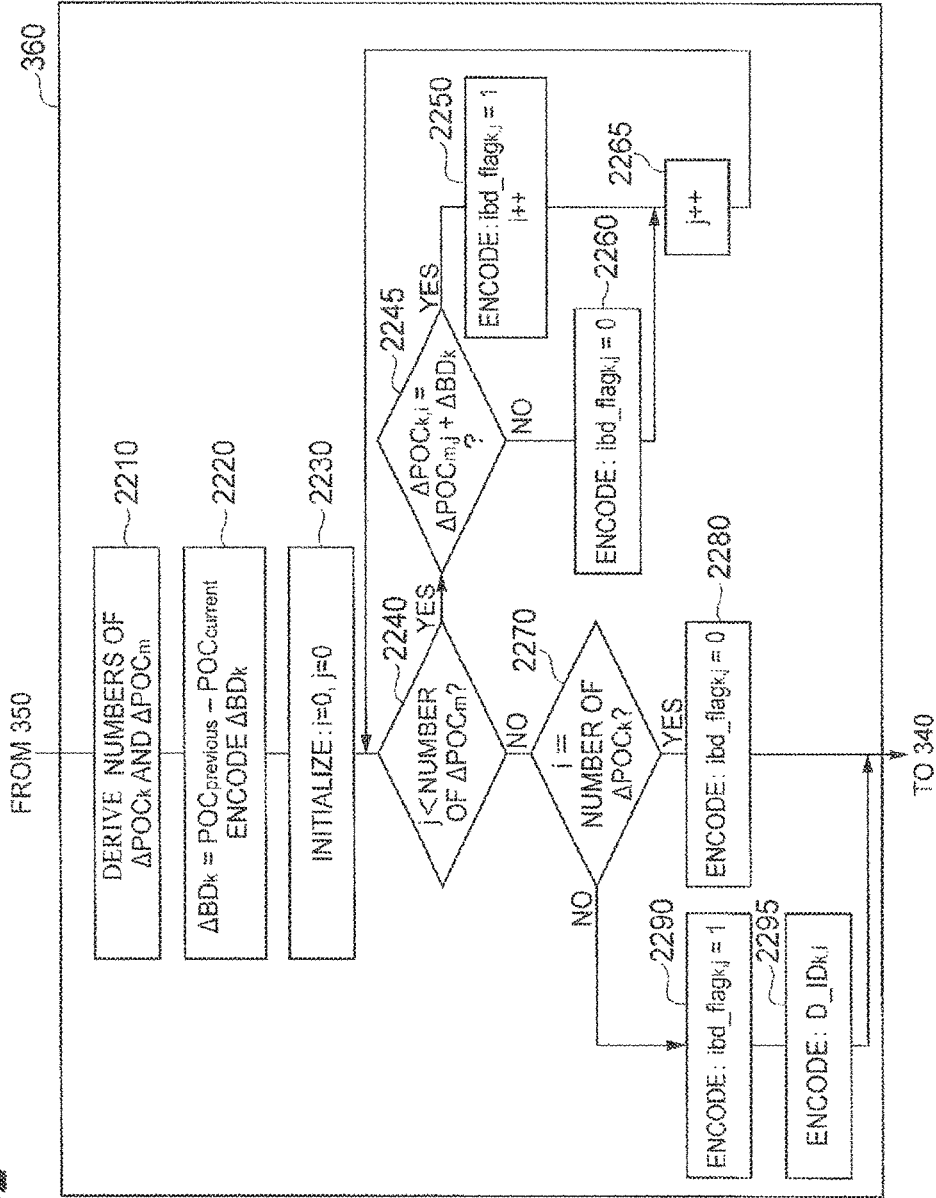 FROM 350
360
2210
DERIVE NUMBERS OF
ΔPOCk AND ΔPOCm
2220
ΔBDk = POCprevious – POCcurrent
ENCODE ΔBDk
2230
INITIALIZE : i=0, j=0
2240
j<NUMBER
OF ΔPOCm?
YES
NO
2245
ΔPOCk,i =
ΔPOCm,j + ΔBDk
?
YES
NO
2250
ENCODE : ibd_flagk,j = 1
i++
2260
ENCODE : ibd_flagk,j = 0
2265
j++
2270
i =
NUMBER OF
ΔPOCk?
YES
NO
2280
ENCODE : ibd_flagk,j = 0
2290
ENCODE : ibd_flagk,j = 1
2295
ENCODE : D_IDk,i
TO 340